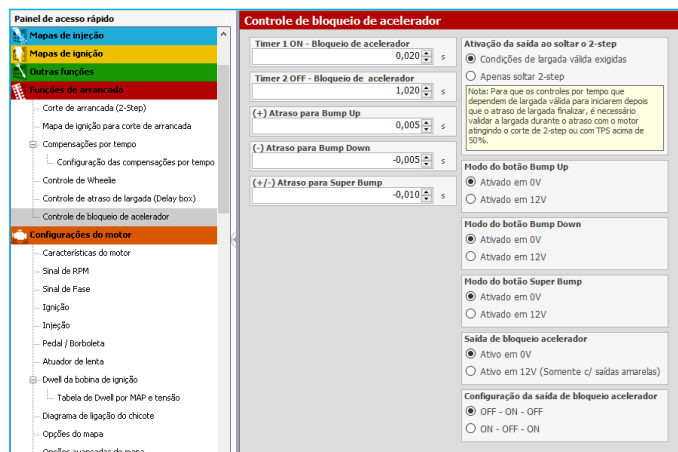 Painel de acesso rápido
Mapas de injeção
Mapas de ignição
Outras funções
Funções de arrancada
Corte de arrancada (2-Step)
Mapa de ignição para corte de arrancada
Compensações por tempo
Configuração das compensações por tempo
Controle de Wheelie
Controle de atraso de largada (Delay box)
Controle de bloqueio de acelerador
Configurações do motor
Características do motor
Sinal de RPM
Sinal de Fase
Ignição
Injeção
Pedal / Borboleta
Atuador de lenta
Dwell da bobina de ignição
Tabela de Dwell por MAP e tensão
Diagrama de ligação do chicote
Opções do mapa
Opções avançadas do mapa
Controle de bloqueio de acelerador
Timer 1 ON - Bloqueio de acelerador
0,020 s
Timer 2 OFF - Bloqueio de acelerador
1,020 s
(+) Atraso para Bump Up
0,005 s
(-) Atraso para Bump Down
-0,005 s
(+/-) Atraso para Super Bump
-0,010 s
Ativação da saída ao soltar o 2-step
Condições de largada válida exigidas
Apenas soltar 2-step
Nota: Para que os controles por tempo que
dependem de largada válida para iniciarem depois
que o atraso de largada finalizar, é necessário
validar a largada durante o atraso com o motor
atingindo o corte de 2-step ou com TPS acima de
50%.
Modo do botão Bump Up
Ativado em 0V
Ativado em 12V
Modo do botão Bump Down
Ativado em 0V
Ativado em 12V
Modo do botão Super Bump
Ativado em 0V
Ativado em 12V
Saída de bloqueio acelerador
Ativo em 0V
Ativo em 12V (Somente c/ saídas amarelas)
Configuração da saída de bloqueio acelerador
OFF - ON - OFF
ON - OFF - ON